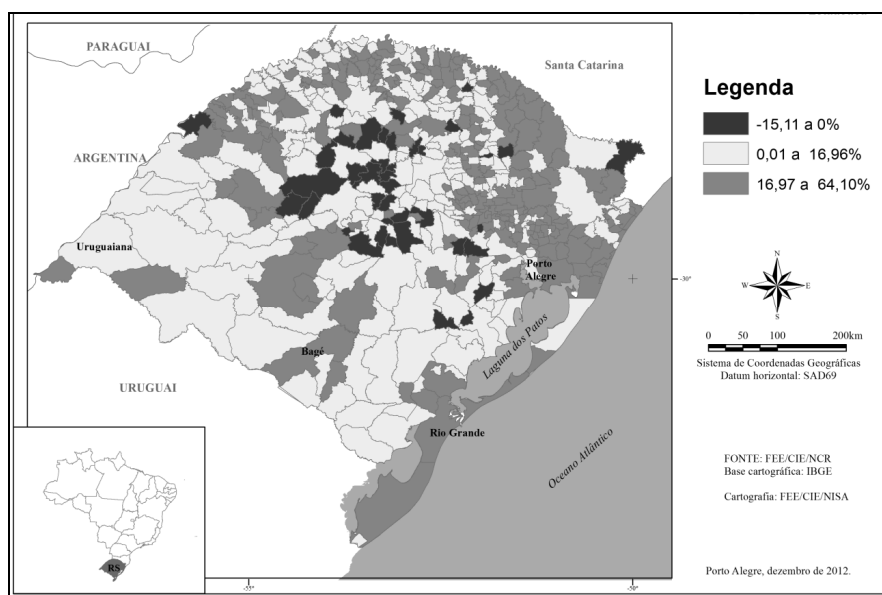 PARAGUAI
Santa Catarina
ARGENTINA
Uruguaiana
Porto
Alegre
Bagé
Laguna dos Patos
URUGUAI
Rio Grande
Oceano Atlântico
RS
-55°
-50°
-30°
Legenda
-15,11 a 0%
0,01 a 16,96%
16,97 a 64,10%
N
W
E
S
0 25 50 100 200km
Sistema de Coordenadas Geográficas
Datum horizontal: SAD69
FONTE: FEE/CIE/NCR
Base cartográfica: IBGE
Cartografia: FEE/CIE/NISA
Porto Alegre, dezembro de 2012.